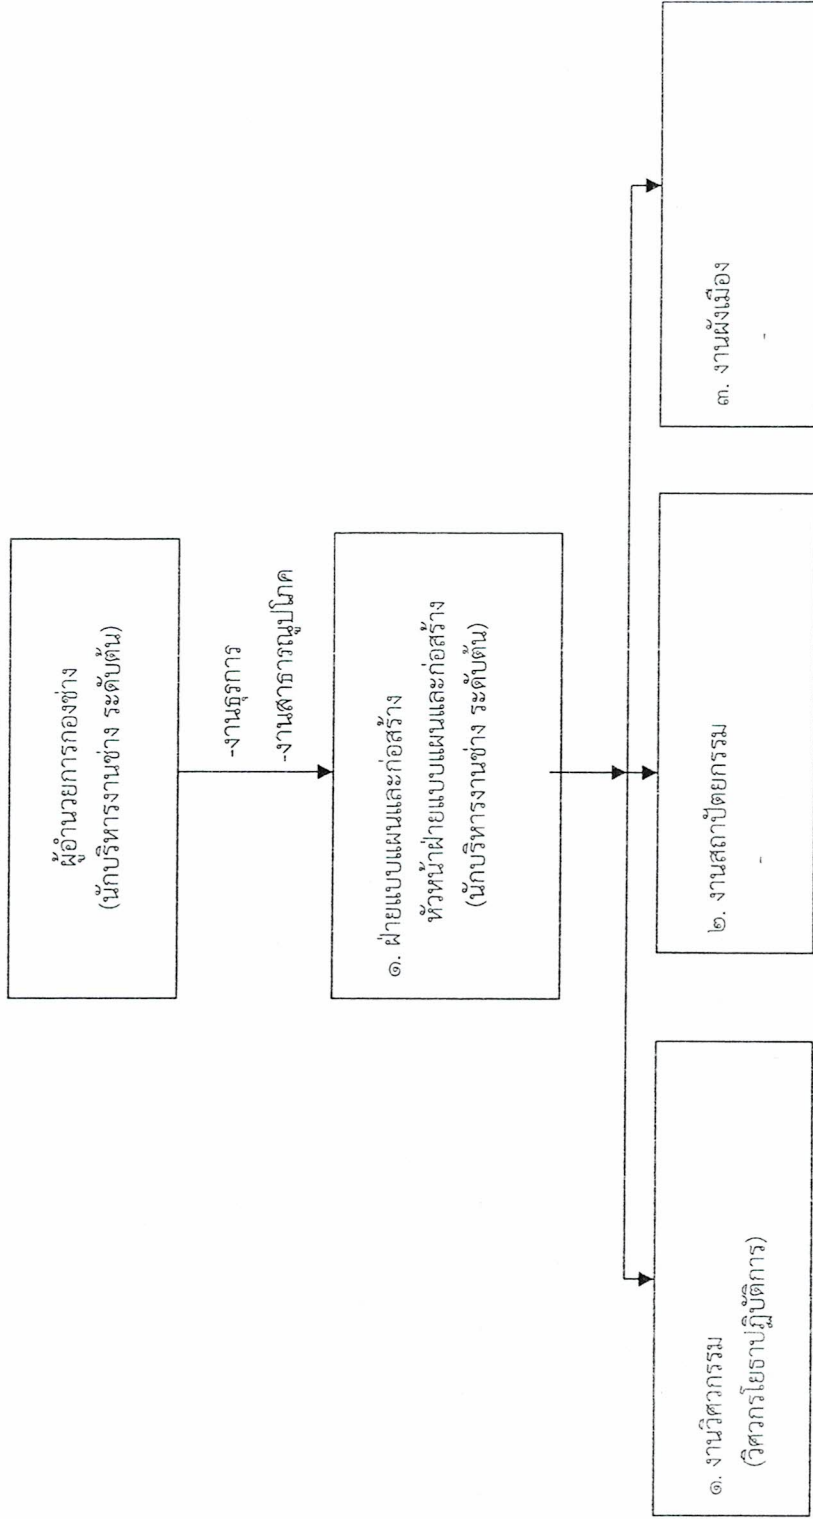 ผู้อำนวยการกองช่าง
(นักบริหารงานช่าง ระดับต้น)
-งานธุรการ
-งานสาธารณูปโภค
๑. ฝ่ายแบบแผนและก่อสร้าง
หัวหน้าฝ่ายแบบแผนและก่อสร้าง
(นักบริหารงานช่าง ระดับต้น)
๑. งานวิศวกรรม
(วิศวกรโยธาปฏิบัติการ)
๒. งานสถาปัตยกรรม
-
๓. งานผังเมือง
-